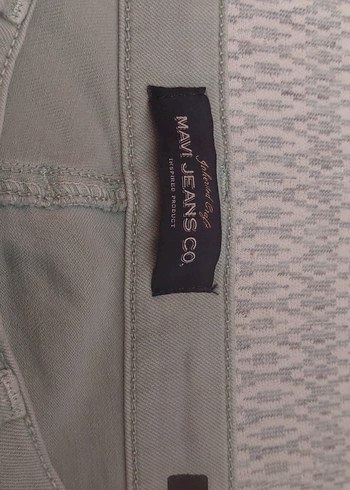 MAVI JEANS CO.
INSPIRED PRODUCT